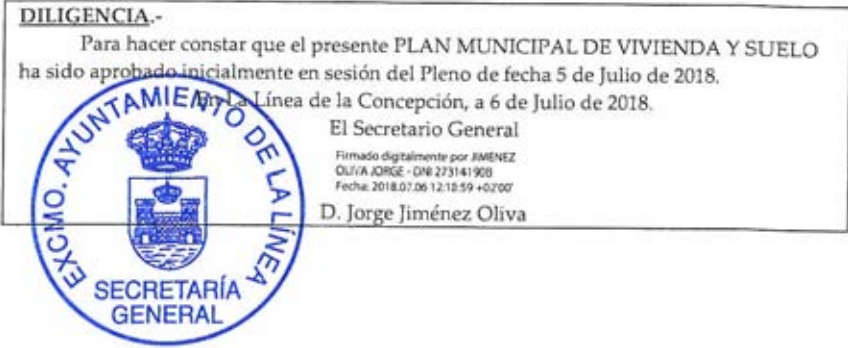 DILIGENCIA.-
Para hacer constar que el presente PLAN MUNICIPAL DE VIVIENDA Y SUELO
ha sido aprobado inicialmente en sesión del Pleno de fecha 5 de Julio de 2018.
En La Línea de la Concepción, a 6 de Julio de 2018.
El Secretario General
Firmado digitalmente por JIMENEZ
OLIVA JORGE - DNI 27314190B
Fecha: 2018.07.06 12:18:59 +02'00'
D. Jorge Jiménez Oliva
EXCMO. AYUNTAMIENTO DE LA LÍNEA
SECRETARÍA
GENERAL